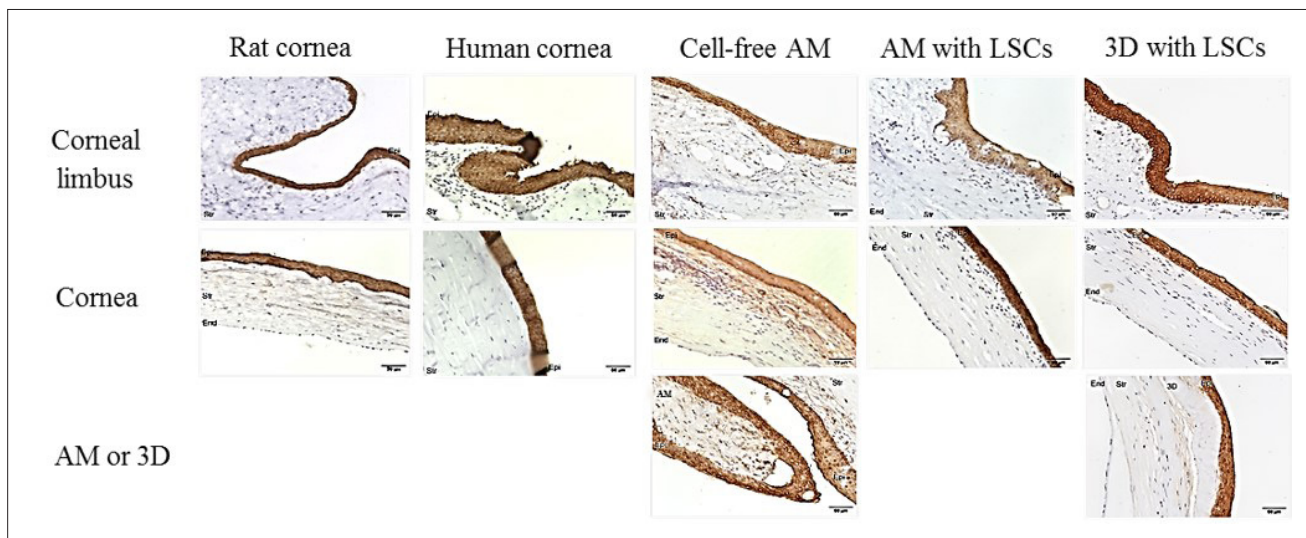 Rat cornea
Human cornea
Cell-free AM
AM with LSCs
3D with LSCs
Corneal
limbus
Epi
Str
Epi
Str
Epi
Str
Epi
End
Str
Str
Cornea
Str
End
Str
Epi
Epi
Str
End
Str
End
Str
End
AM or 3D
AM
Str
Epi
End
Str
3D